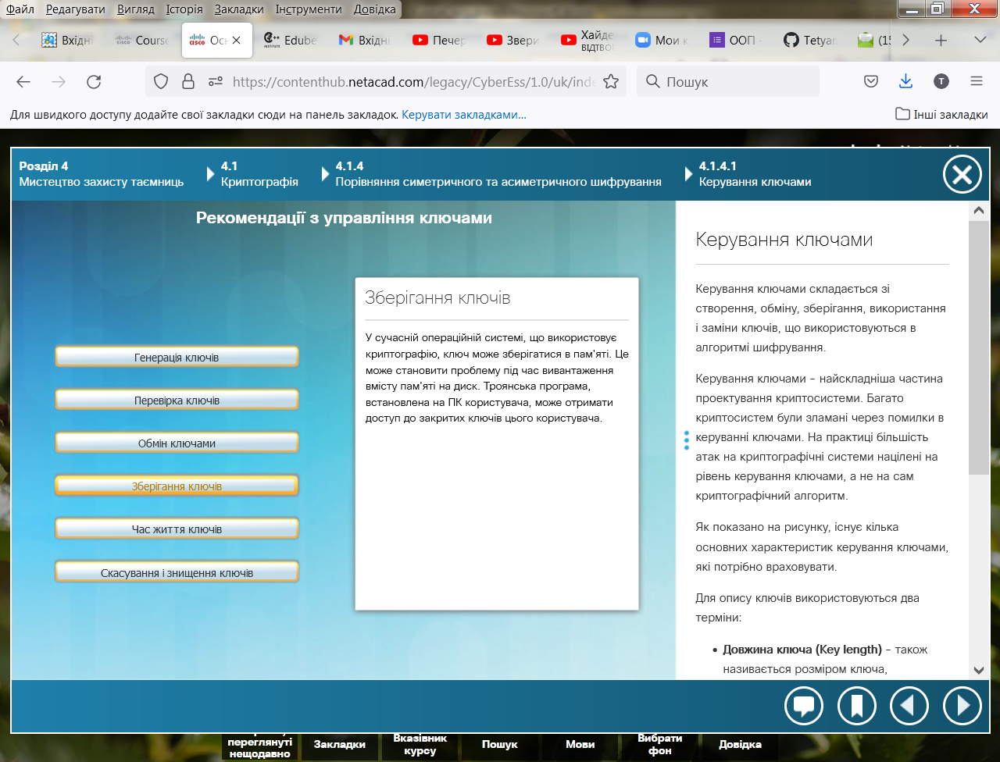 Файл Редагувати Вигляд Історія Закладки Інструменти Довідка
Вхідні Course Осн Edube Вхідні Печер Звери Хайде Мои к ООП - Tetyan (15
ВІДТВОР
https://contenthub.netacad.com/legacy/CyberEss/1.0/uk/inde Пошук T
Для швидкого доступу додайте свої закладки сюди на панель закладок. Керувати закладками... Інші закладки
Розділ 4 4.1 4.1.4 4.1.4.1
Мистецтво захисту таємниць Криптографія Порівняння симетричного та асиметричного шифрування Керування ключами
Рекомендації з управління ключами
Генерація ключів
Перевірка ключів
Обмін ключами
Зберігання ключів
Час життя ключів
Скасування і знищення ключів
Зберігання ключів
У сучасній операційній системі, що використовує
криптографію, ключ може зберігатися в пам'яті. Це
може становити проблему під час вивантаження
вмісту пам'яті на диск. Троянська програма,
встановлена на ПК користувача, може отримати
доступ до закритих ключів цього користувача.
Керування ключами
Керування ключами складається зі
створення, обміну, зберігання, використання
і заміни ключів, що використовуються в
алгоритмі шифрування.
Керування ключами – найскладніша частина
проектування криптосистеми. Багато
криптосистем були зламані через помилки в
керуванні ключами. На практиці більшість
атак на криптографічні системи націлені на
рівень керування ключами, а не на сам
криптографічний алгоритм.
Як показано на рисунку, існує кілька
основних характеристик керування ключами,
які потрібно враховувати.
Для опису ключів використовуються два
терміни:
• Довжина ключа (Key length) – також
називається розміром ключа,
переглянуті
нещодавно
Закладки
Вказівник
курсу
Пошук
Мови
Вибрати
фон
Довідка